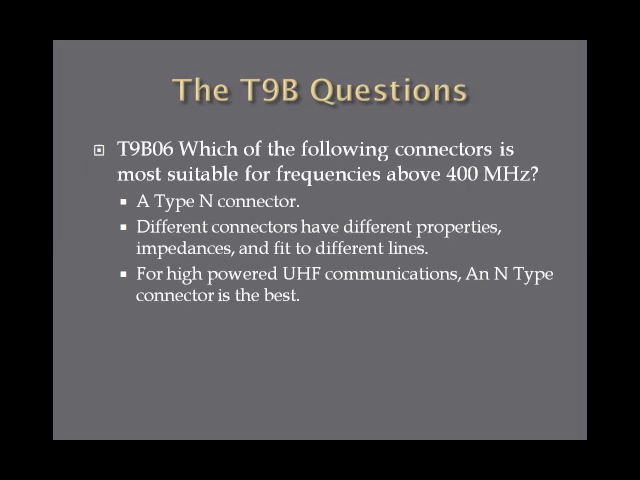 The T9B Questions
T9B06 Which of the following connectors is
most suitable for frequencies above 400 MHz?
A Type N connector.
Different connectors have different properties,
impedances, and fit to different lines.
For high powered UHF communications, An N Type
connector is the best.